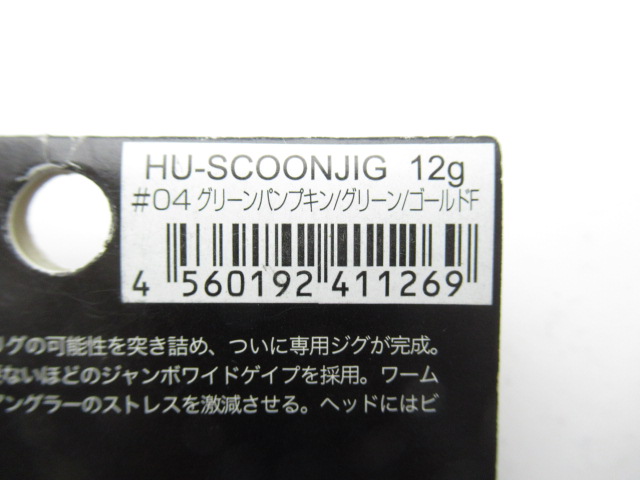 HU-SCOONJIG 12g
#04 グリーンパンプキン/グリーン/ゴールドF
4 560192 411269
リグの可能性を突き詰め、ついに専用ジグが完成。
ないほどのジャンボワイドゲイプを採用。ワーム
アングラーのストレスを激減させる。ヘッドにはビ